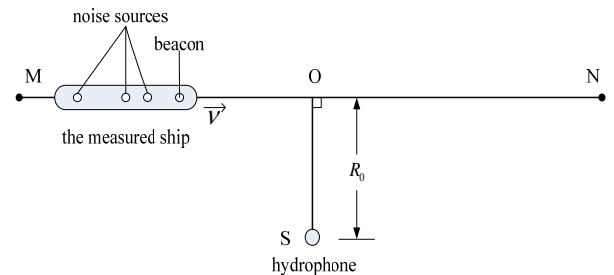 noise sources
beacon
M
O
N
v
the measured ship
R₀
S
hydrophone